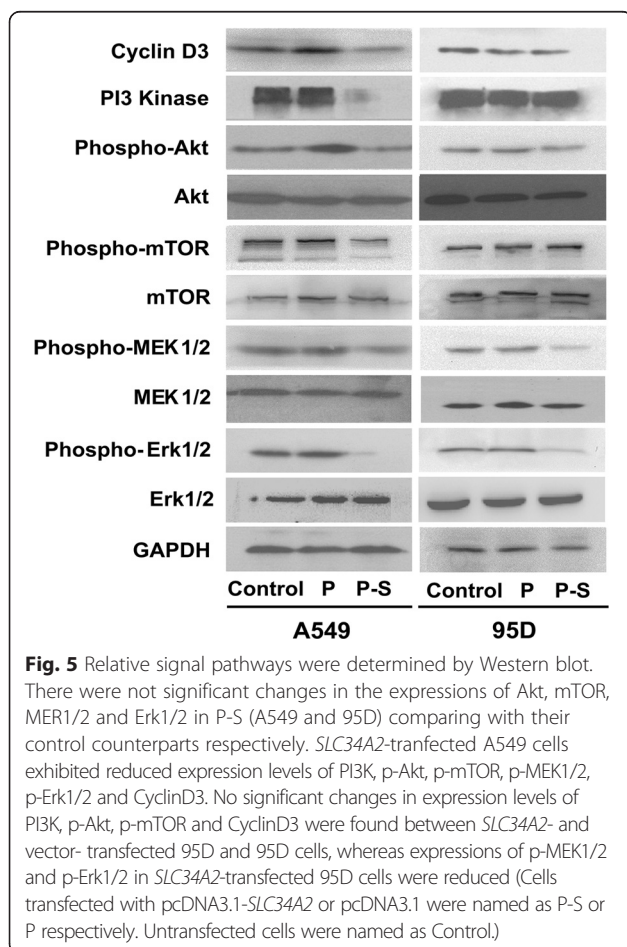 Cyclin D3
PI3 Kinase
Phospho-Akt
Akt
Phospho-mTOR
mTOR
Phospho-MEK1/2
MEK1/2
Phospho-Erk1/2
Erk1/2
GAPDH
Control P P-S Control P P-S
A549 95D
Fig. 5 Relative signal pathways were determined by Western blot.
There were not significant changes in the expressions of Akt, mTOR,
MER1/2 and Erk1/2 in P-S (A549 and 95D) comparing with their
control counterparts respectively. SLC34A2-tranfected A549 cells
exhibited reduced expression levels of PI3K, p-Akt, p-mTOR, p-MEK1/2,
p-Erk1/2 and CyclinD3. No significant changes in expression levels of
PI3K, p-Akt, p-mTOR and CyclinD3 were found between SLC34A2- and
vector- transfected 95D and 95D cells, whereas expressions of p-MEK1/2
and p-Erk1/2 in SLC34A2-transfected 95D cells were reduced (Cells
transfected with pcDNA3.1-SLC34A2 or pcDNA3.1 were named as P-S or
P respectively. Untransfected cells were named as Control.)